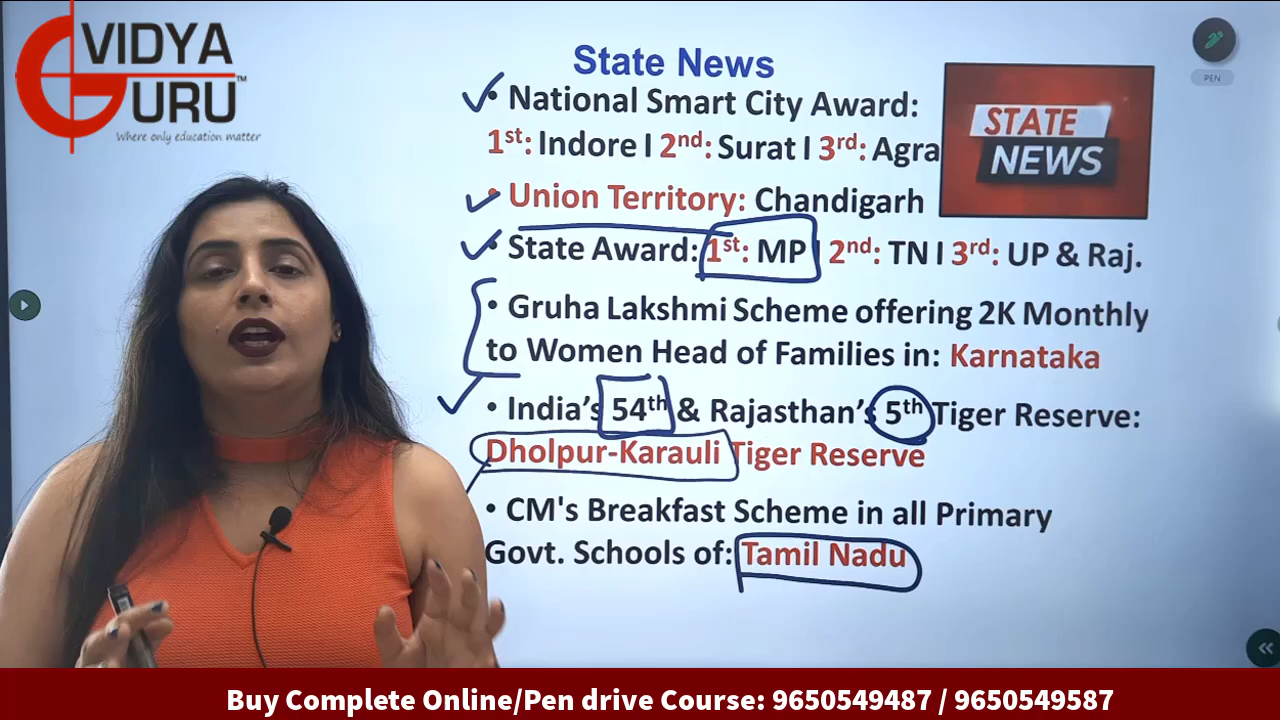 VIDYA
GURU™
Where only education matter
State News
• National Smart City Award:
1st: Indore I 2nd: Surat I 3rd: Agra
• Union Territory: Chandigarh
• State Award: 1st: MP I 2nd: TN I 3rd: UP & Raj.
• Gruha Lakshmi Scheme offering 2K Monthly
to Women Head of Families in: Karnataka
• India's 54th & Rajasthan's 5th Tiger Reserve:
Dholpur-Karauli Tiger Reserve
• CM's Breakfast Scheme in all Primary
Govt. Schools of: Tamil Nadu
STATE
NEWS
PEN
Buy Complete Online/Pen drive Course: 9650549487 / 9650549587